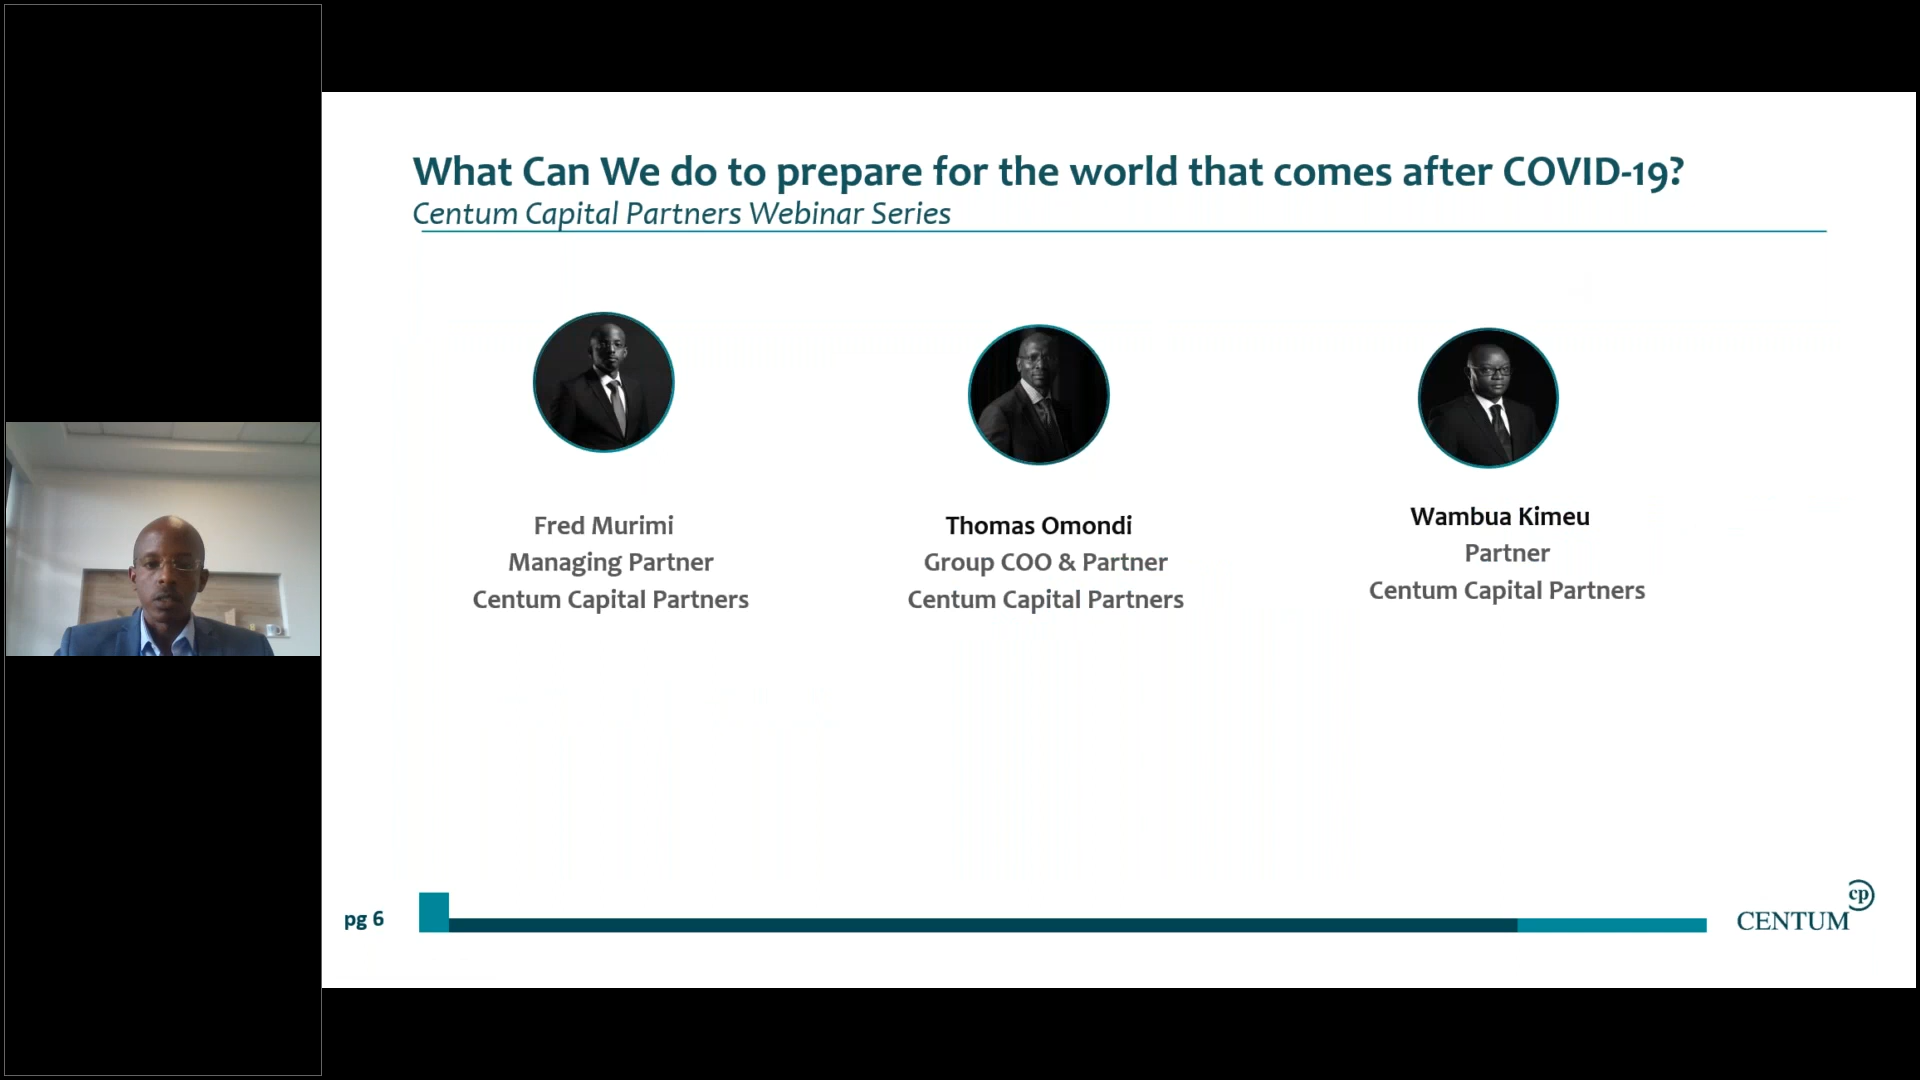 What Can We do to prepare for the world that comes after COVID-19?
Centum Capital Partners Webinar Series
Fred Murimi
Managing Partner
Centum Capital Partners
Thomas Omondi
Group COO & Partner
Centum Capital Partners
Wambua Kimeu
Partner
Centum Capital Partners
pg 6
cp
CENTUM